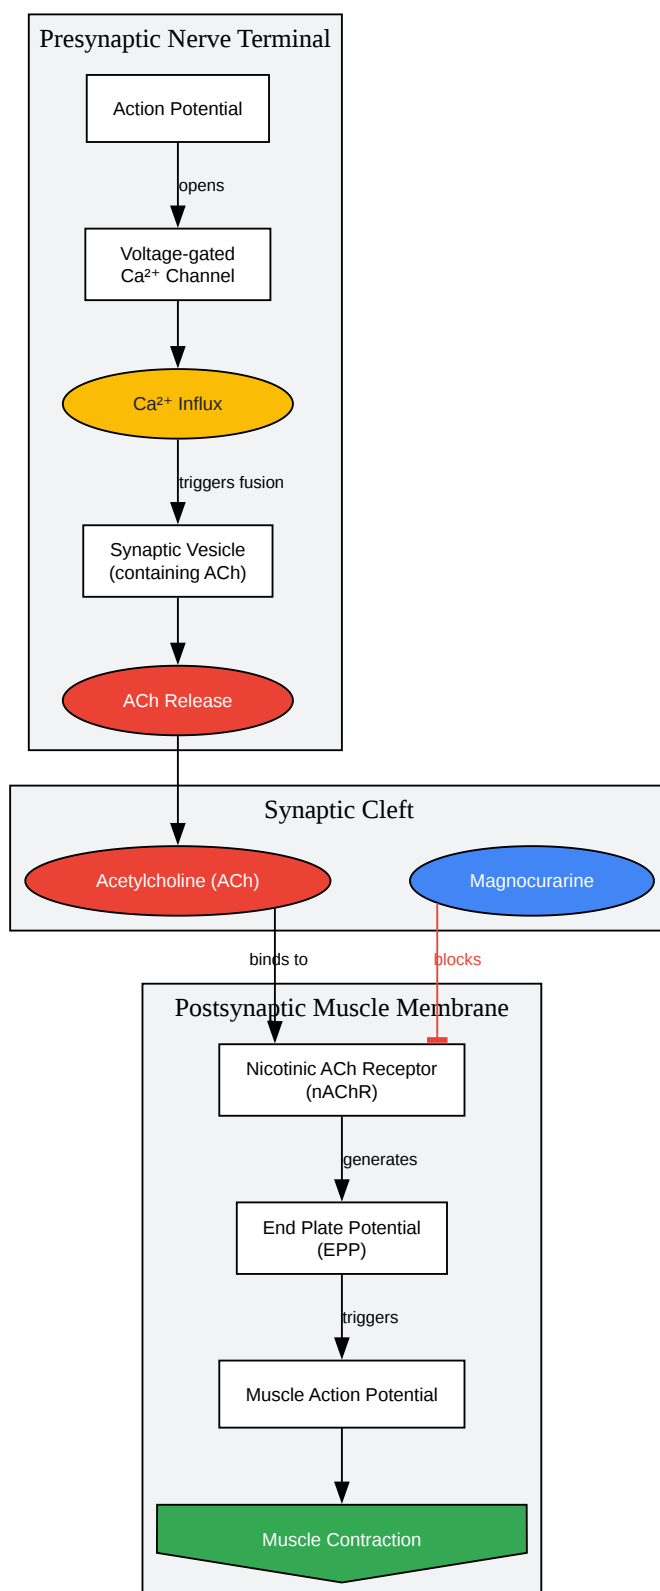 Presynaptic Nerve Terminal
Action Potential
opens
Voltage-gated
Ca²⁺ Channel
Ca²⁺ Influx
triggers fusion
Synaptic Vesicle
(containing ACh)
ACh Release
Synaptic Cleft
Acetylcholine (ACh)
Magnocurarine
binds to
blocks
Postsynaptic Muscle Membrane
Nicotinic ACh Receptor
(nAChR)
generates
End Plate Potential
(EPP)
triggers
Muscle Action Potential
Muscle Contraction